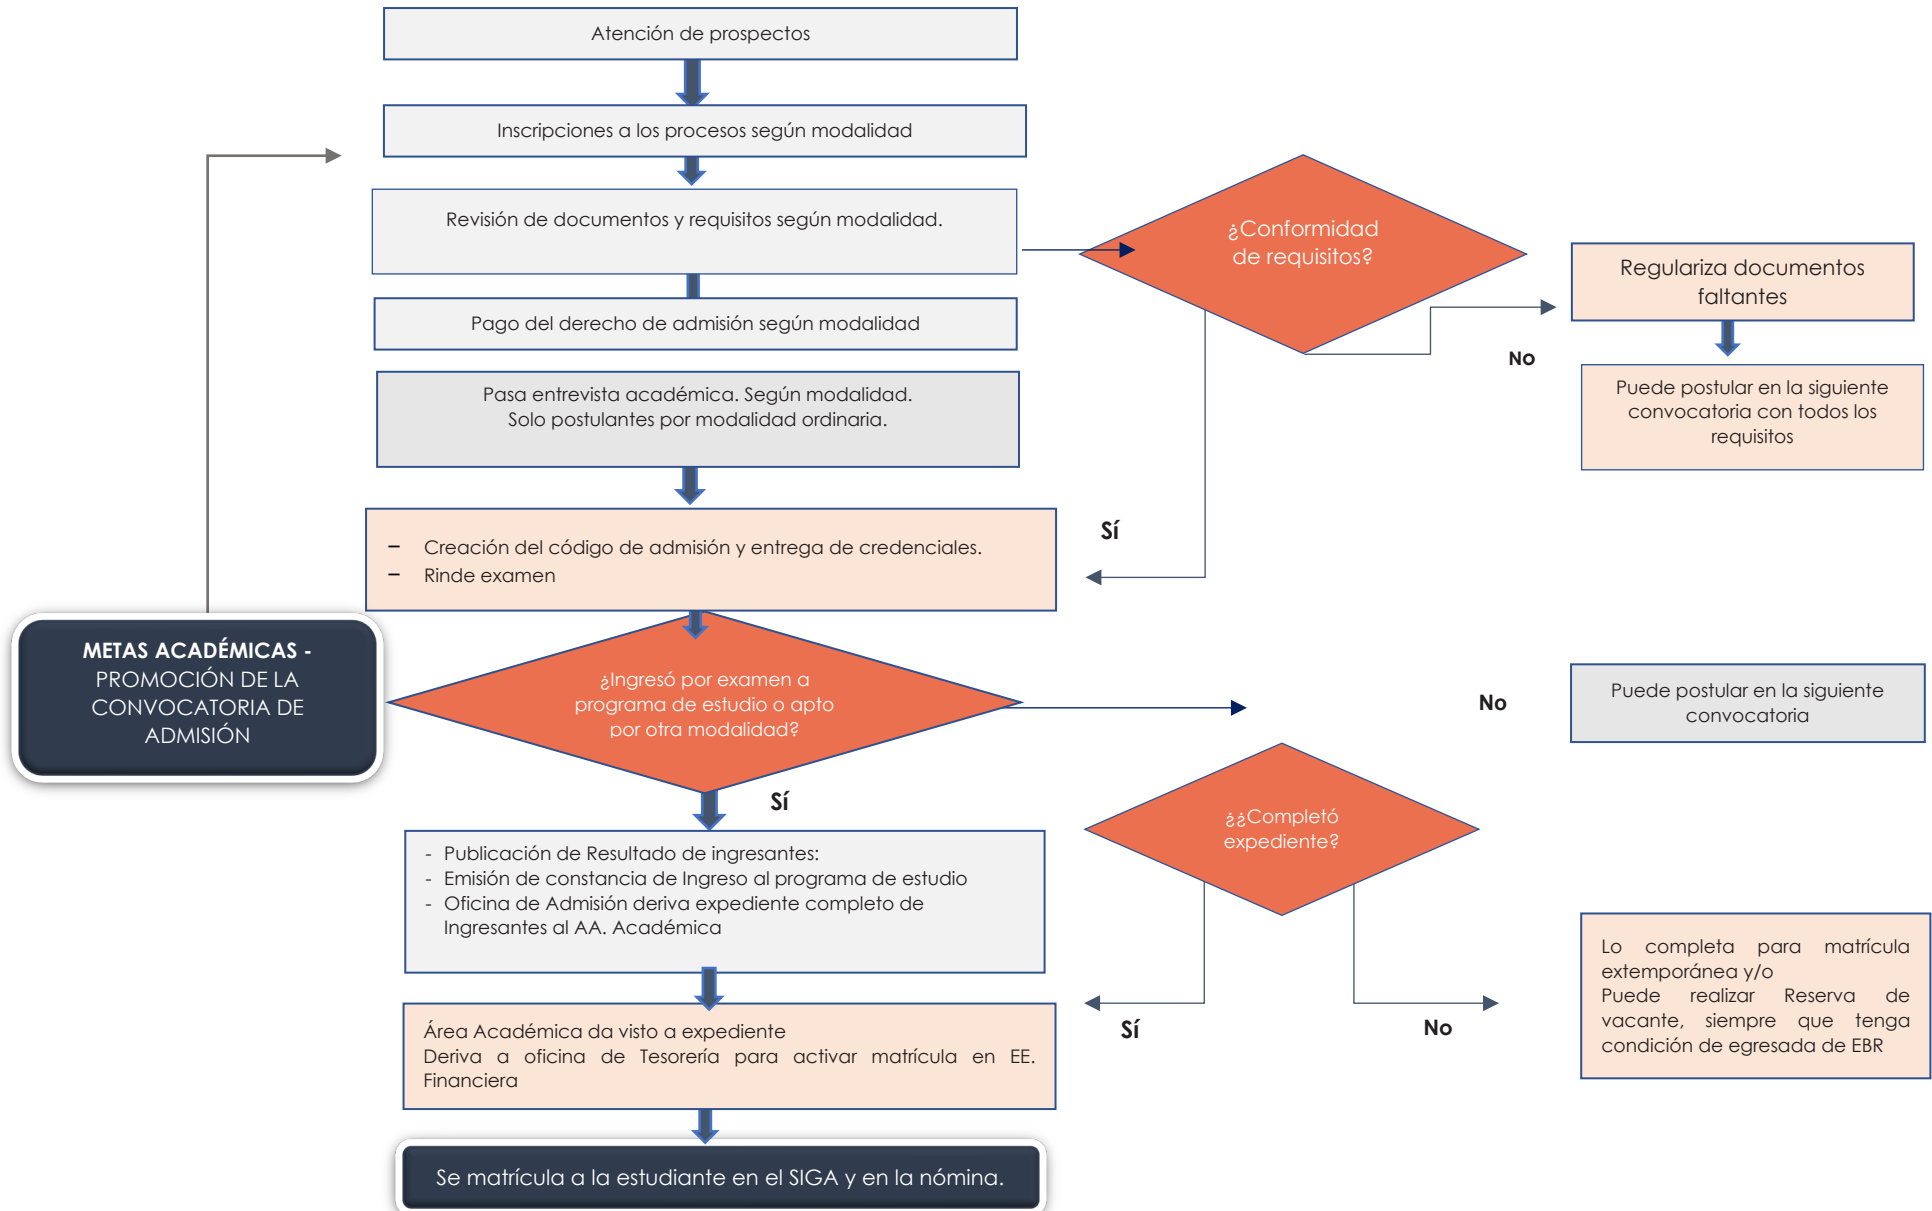 Atención de prospectos
Inscripciones a los procesos según modalidad
Revisión de documentos y requisitos según modalidad.
¿Conformidad
de requisitos?
Regulariza documentos
faltantes
Pago del derecho de admisión según modalidad
No
Puede postular en la siguiente
convocatoria con todos los
requisitos
Pasa entrevista académica. Según modalidad.
Solo postulantes por modalidad ordinaria.
Sí
– Creación del código de admisión y entrega de credenciales.
– Rinde examen
METAS ACADÉMICAS -
PROMOCIÓN DE LA
CONVOCATORIA DE
ADMISIÓN
¿Ingresó por examen a
programa de estudio o apto
por otra modalidad?
No
Puede postular en la siguiente
convocatoria
Sí
¿¿Completó
expediente?
- Publicación de Resultado de ingresantes:
- Emisión de constancia de Ingreso al programa de estudio
- Oficina de Admisión deriva expediente completo de
Ingresantes al AA. Académica
Sí
No
Lo completa para matrícula
extemporánea y/o
Puede realizar Reserva de
vacante, siempre que tenga
condición de egresada de EBR
Área Académica da visto a expediente
Deriva a oficina de Tesorería para activar matrícula en EE.
Financiera
Se matrícula a la estudiante en el SIGA y en la nómina.